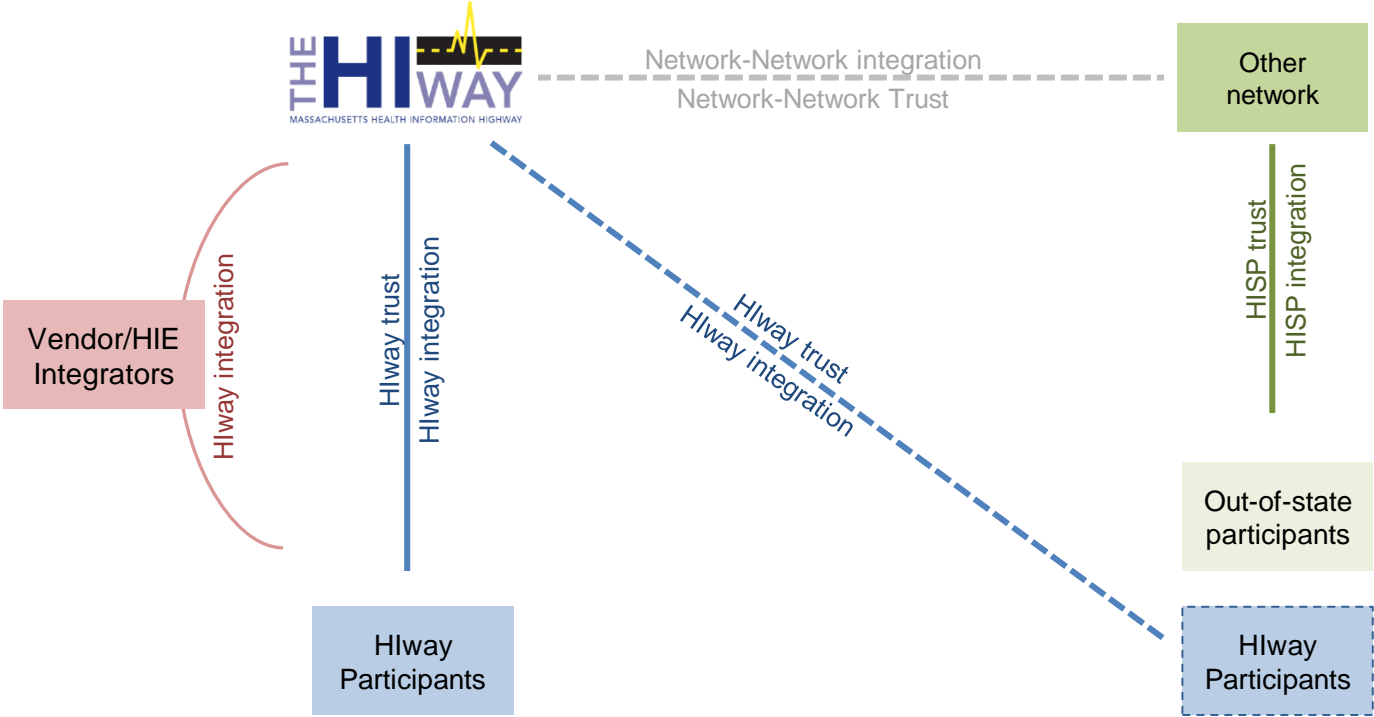 THE HIWAY
MASSACHUSETTS HEALTH INFORMATION HIGHWAY
Network-Network integration
Network-Network Trust
Other
network
HIway integration
HIway trust
HIway integration
HIway trust
HIway integration
HISP trust
HISP integration
Vendor/HIE
Integrators
Out-of-state
participants
HIway
Participants
HIway
Participants